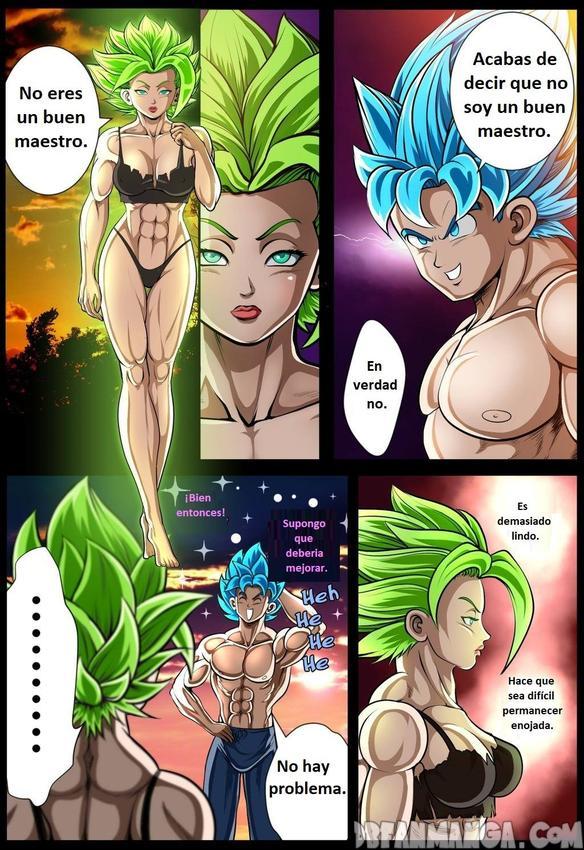 No eres
un buen
maestro.
Acabas de
decir que no
soy un buen
maestro.
En
verdad
no.
¡Bien
entonces!
Supongo
que
deberia
mejorar.
Heh
He
He
He
. . . . . . . . .
No hay
problema.
Es
demasiado
lindo.
Hace que
sea difícil
permanecer
enojada.
DBFANMANGA.COM